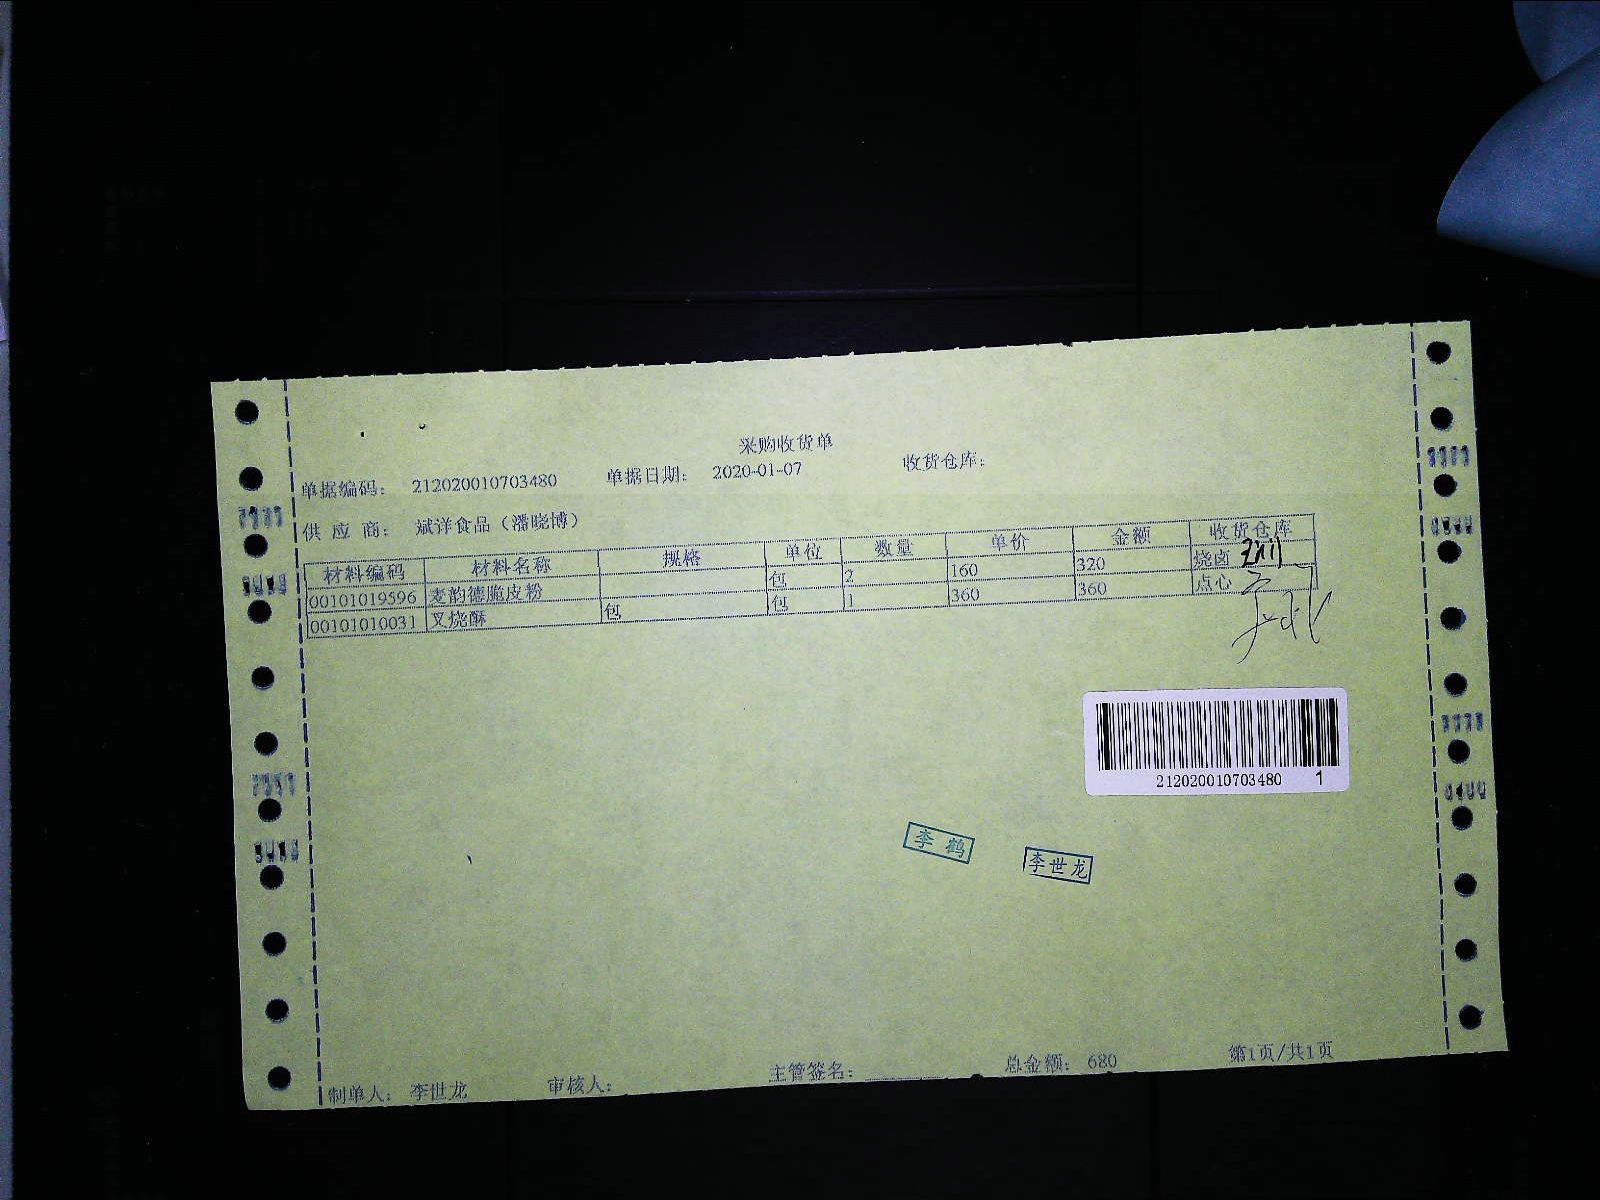 采购收货单
单据编码: 212020010703480 单据日期: 2020-01-07 收货仓库:
供应商: 斌洋食品（潘晓博）
材料编码 材料名称 规格 单位 数量 单价 金额 收货仓库
00101019596 麦韵德脆皮粉 包 2 160 320 烧卤
00101010031 叉烧酥 包 包 1 360 360 点心
212020010703480 1
李鹤
李世龙
制单人: 李世龙 审核人: 主管签名: 总金额: 680 第1页/共1页